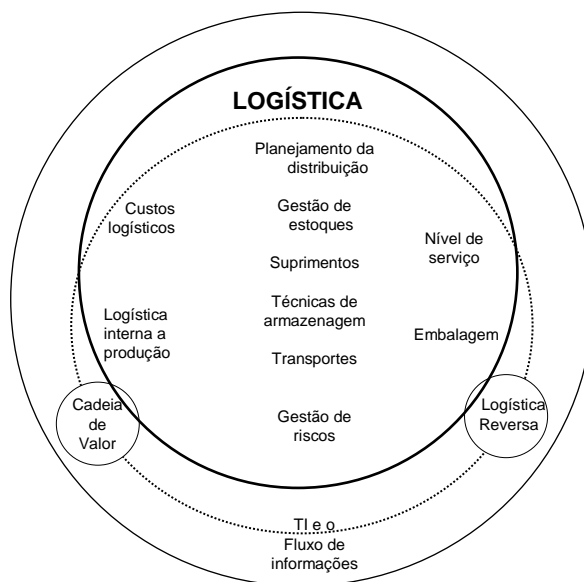 LOGÍSTICA
Planejamento da
distribuição
Custos
logísticos
Gestão de
estoques
Nível de
serviço
Suprimentos
Logística
interna a
produção
Técnicas de
armazenagem
Embalagem
Transportes
Cadeia
de
Valor
Gestão de
riscos
Logística
Reversa
TI e o
Fluxo de
informações